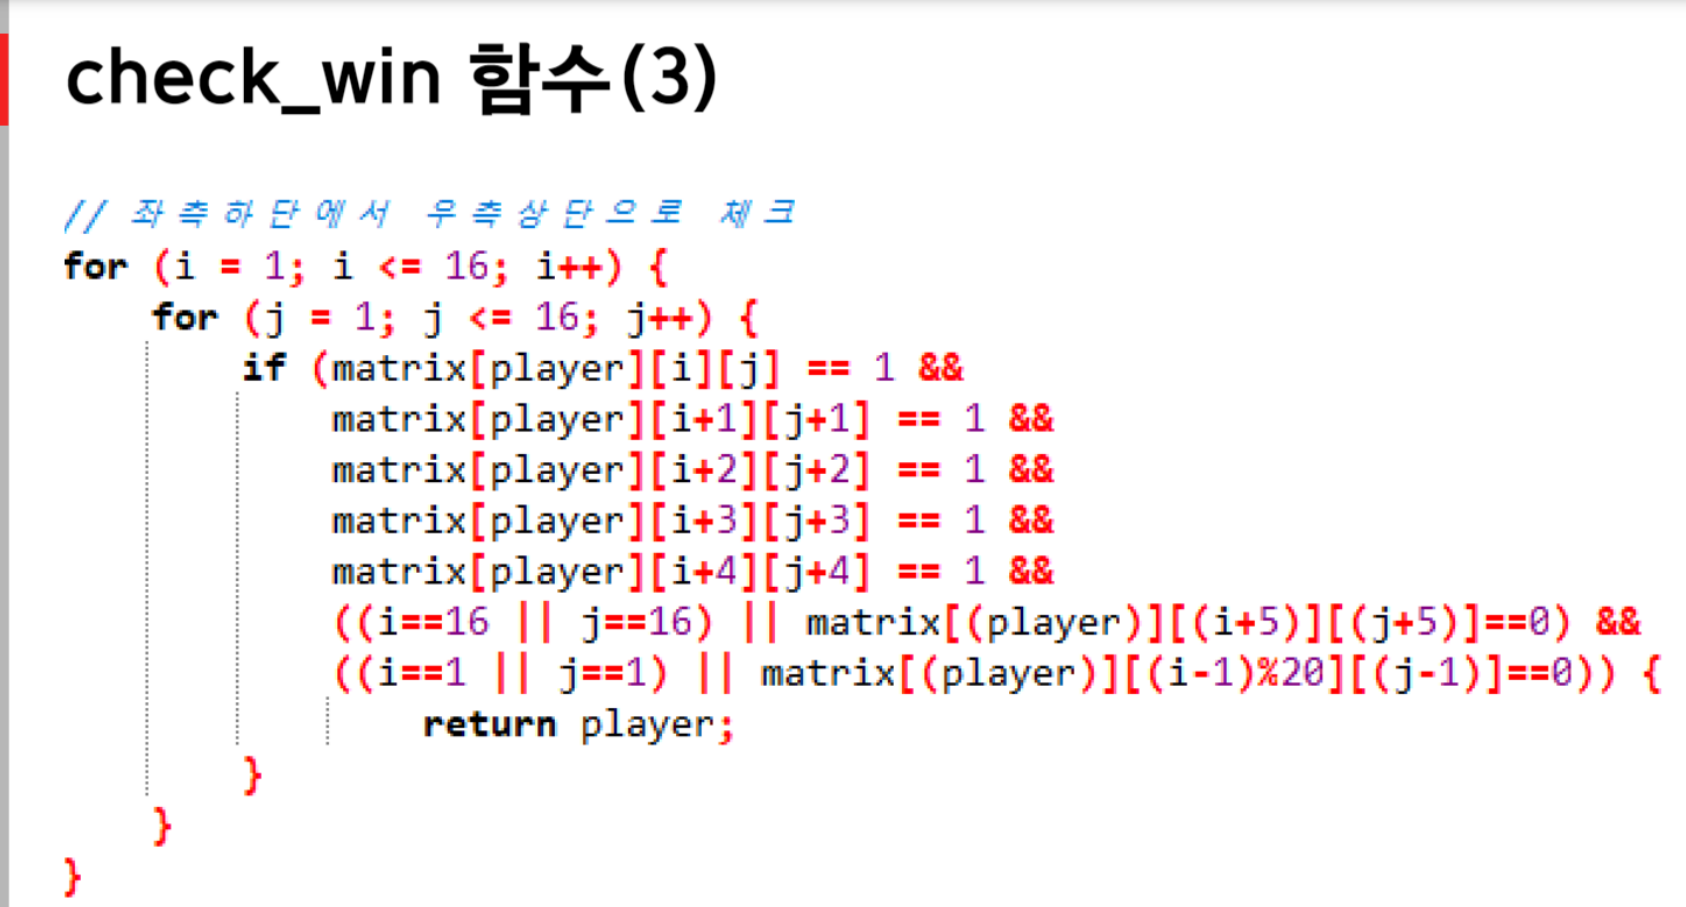 check_win 함수(3)
// 좌측하단에서 우측상단으로 체크
for (i = 1; i <= 16; i++) {
for (j = 1; j <= 16; j++) {
if (matrix[player][i][j] == 1 &&
matrix[player][i+1][j+1] == 1 &&
matrix[player][i+2][j+2] == 1 &&
matrix[player][i+3][j+3] == 1 &&
matrix[player][i+4][j+4] == 1 &&
((i==16 || j==16) || matrix[(player)][(i+5)][(j+5)]==0) &&
((i==1 || j==1) || matrix[(player)][(i-1)%20][(j-1)]==0)) {
return player;
}
}
}